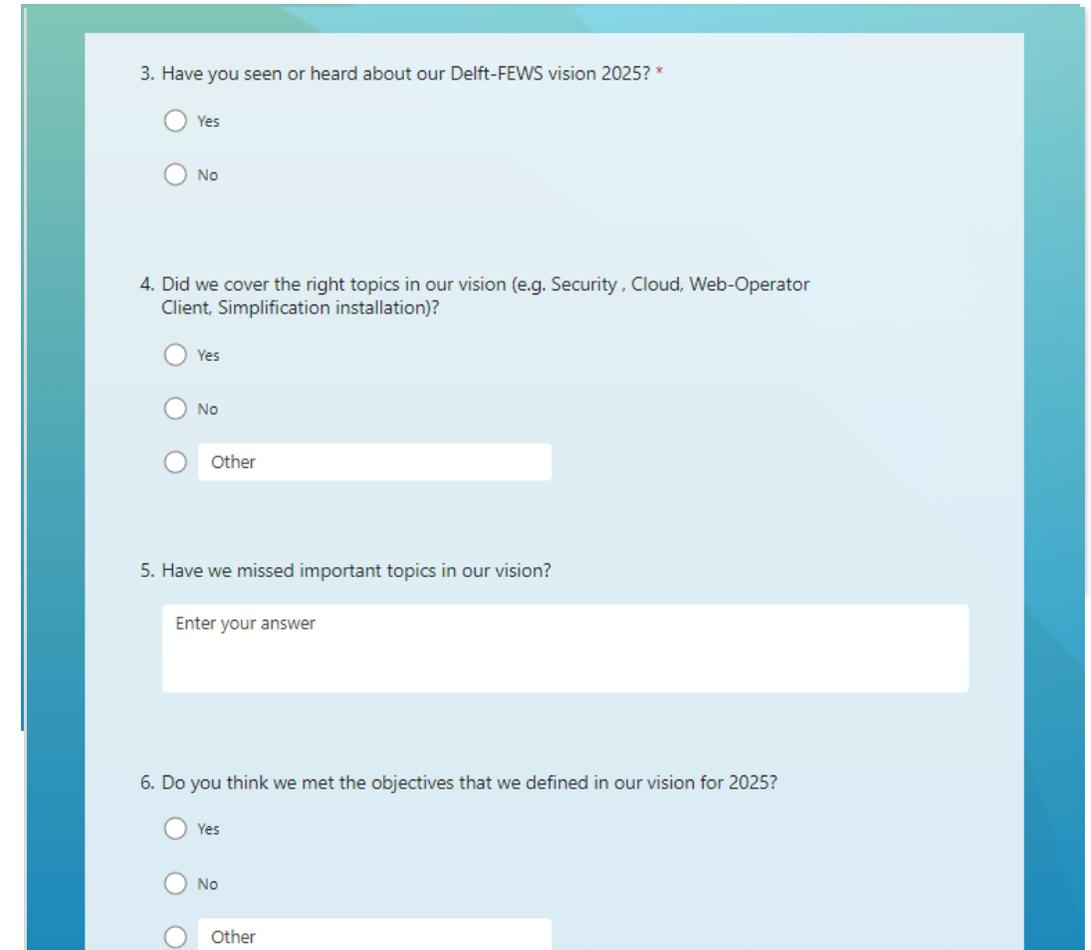 3. Have you seen or heard about our Delft-FEWS vision 2025? *
Yes
No
4. Did we cover the right topics in our vision (e.g. Security , Cloud, Web-Operator
Client, Simplification installation)?
Yes
No
Other
5. Have we missed important topics in our vision?
Enter your answer
6. Do you think we met the objectives that we defined in our vision for 2025?
Yes
No
Other